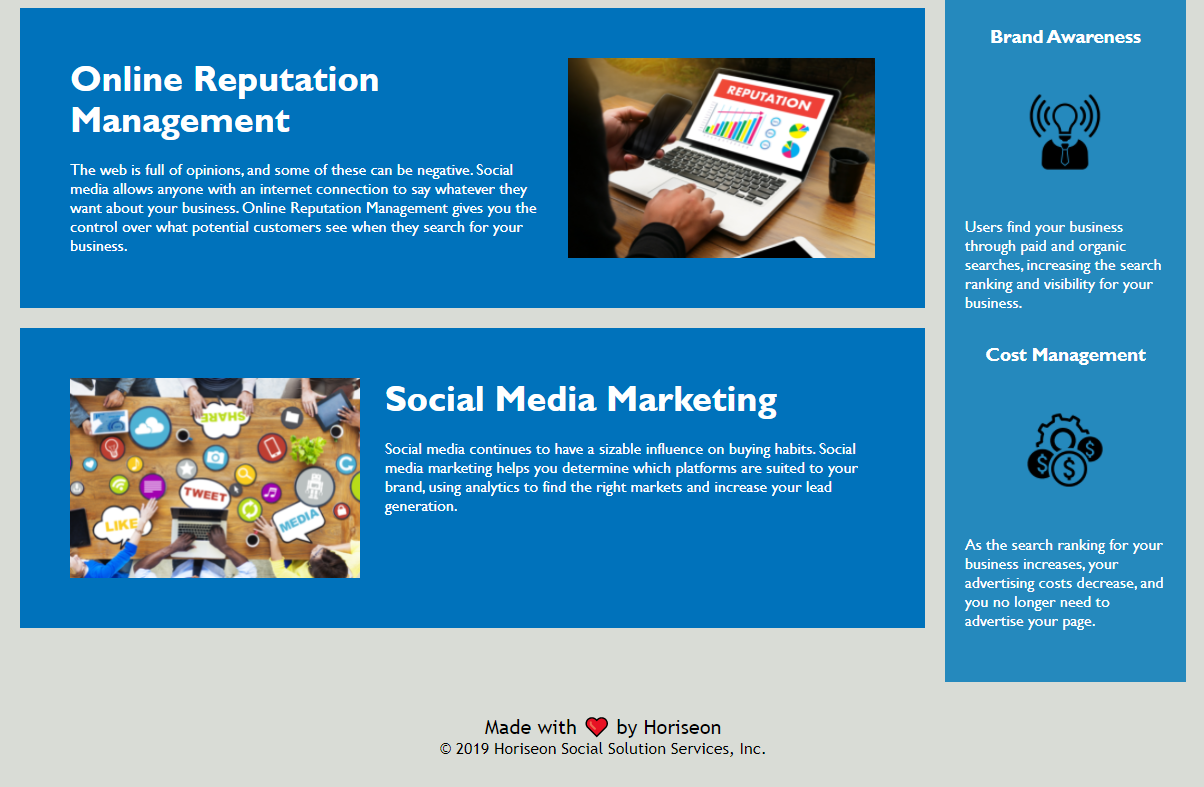 Online Reputation
Management
The web is full of opinions, and some of these can be negative. Social
media allows anyone with an internet connection to say whatever they
want about your business. Online Reputation Management gives you the
control over what potential customers see when they search for your
business.
REPUTATION
SHARE
TWEET
LIKE
MEDIA
Social Media Marketing
Social media continues to have a sizable influence on buying habits. Social
media marketing helps you determine which platforms are suited to your
brand, using analytics to find the right markets and increase your lead
generation.
Brand Awareness
Users find your business
through paid and organic
searches, increasing the search
ranking and visibility for your
business.
Cost Management
$ $ $
As the search ranking for your
business increases, your
advertising costs decrease, and
you no longer need to
advertise your page.
Made with ❤️ by Horiseon
© 2019 Horiseon Social Solution Services, Inc.